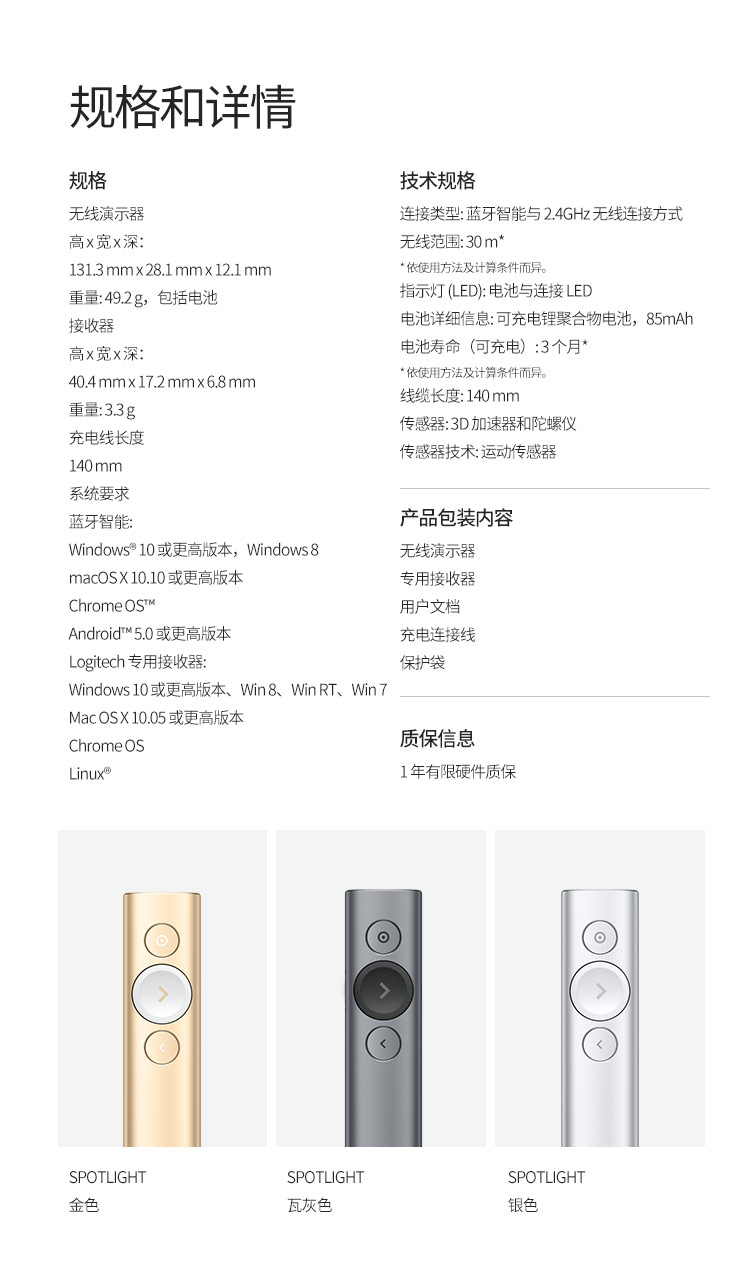 规格和详情
规格
无线演示器
高 x 宽 x 深:
131.3 mm x 28.1 mm x 12.1 mm
重量: 49.2 g，包括电池
接收器
高 x 宽 x 深:
40.4 mm x 17.2 mm x 6.8 mm
重量: 3.3 g
充电线长度
140 mm
系统要求
蓝牙智能:
Windows® 10 或更高版本，Windows 8
macOS X 10.10 或更高版本
Chrome OS™
Android™ 5.0 或更高版本
Logitech 专用接收器:
Windows 10 或更高版本、Win 8、Win RT、Win 7
Mac OS X 10.05 或更高版本
Chrome OS
Linux®
技术规格
连接类型: 蓝牙智能与 2.4GHz 无线连接方式
无线范围: 30 m*
* 依使用方法及计算条件而异。
指示灯 (LED): 电池与连接 LED
电池详细信息: 可充电锂聚合物电池，85mAh
电池寿命（可充电）: 3 个月*
* 依使用方法及计算条件而异。
线缆长度: 140 mm
传感器: 3D 加速器和陀螺仪
传感器技术: 运动传感器
产品包装内容
无线演示器
专用接收器
用户文档
充电连接线
保护袋
质保信息
1 年有限硬件质保
SPOTLIGHT
金色
SPOTLIGHT
瓦灰色
SPOTLIGHT
银色